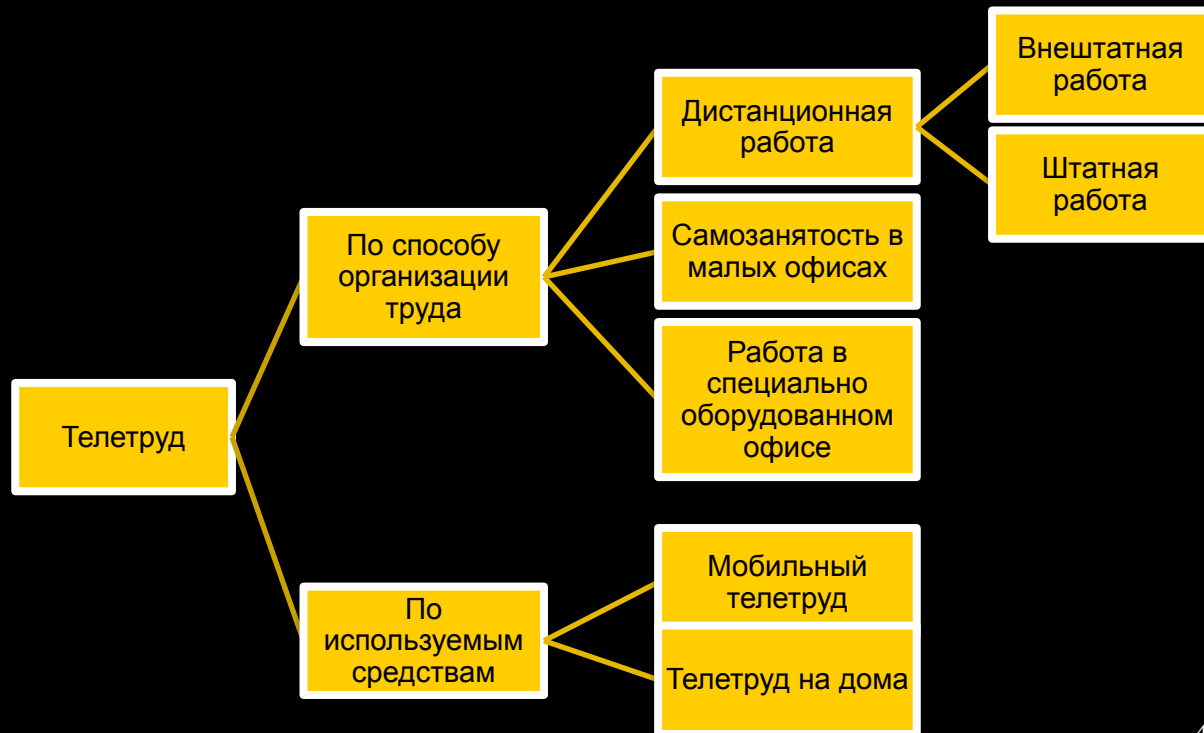 Телетруд
По способу
организации
труда
Дистанционная
работа
Внештатная
работа
Штатная
работа
Самозанятость в
малых офисах
Работа в
специально
оборудованном
офисе
По
используемым
средствам
Мобильный
телетруд
Телетруд на дома